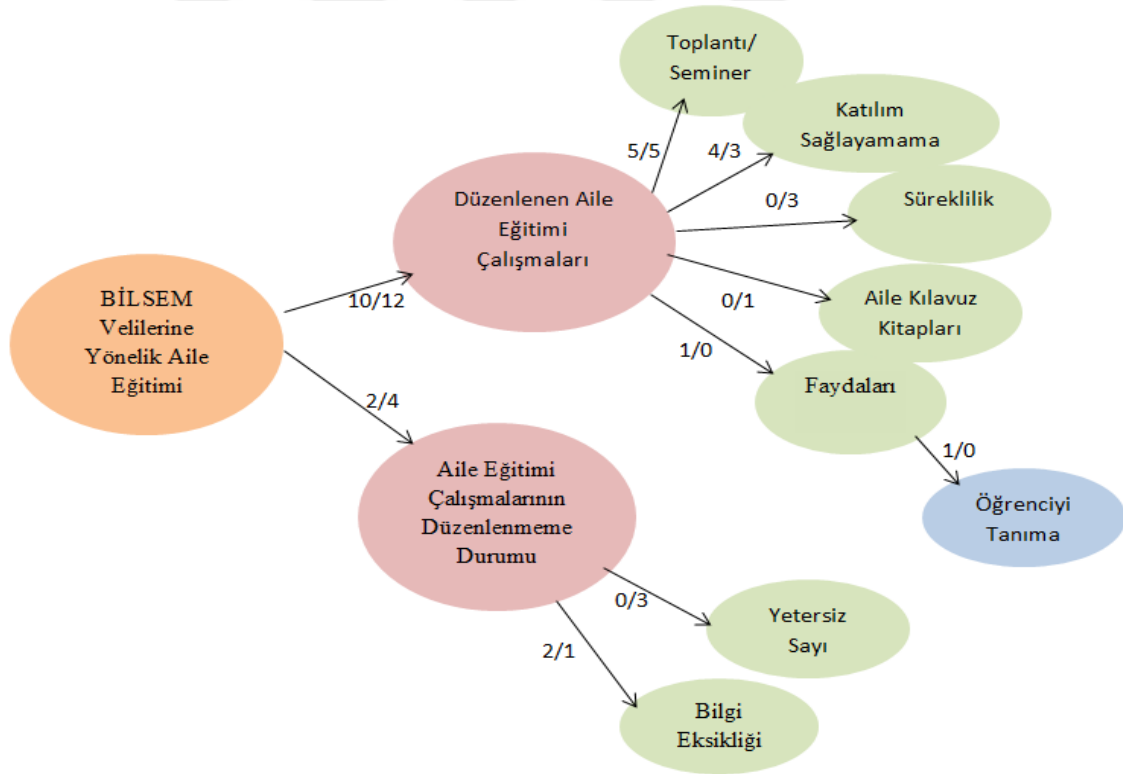 Toplantı/
Seminer
Katılım
Sağlayamama
5/5
4/3
Düzenlenen Aile
Eğitimi
Çalışmaları
0/3
Süreklilik
BİLSEM
Velilerine
Yönelik Aile
Eğitimi
10/12
0/1
Aile Kılavuz
Kitapları
1/0
Faydaları
2/4
1/0
Öğrenciyi
Tanıma
Aile Eğitimi
Çalışmalarının
Düzenlenmeme
Durumu
0/3
Yetersiz
Sayı
2/1
Bilgi
Eksikliği